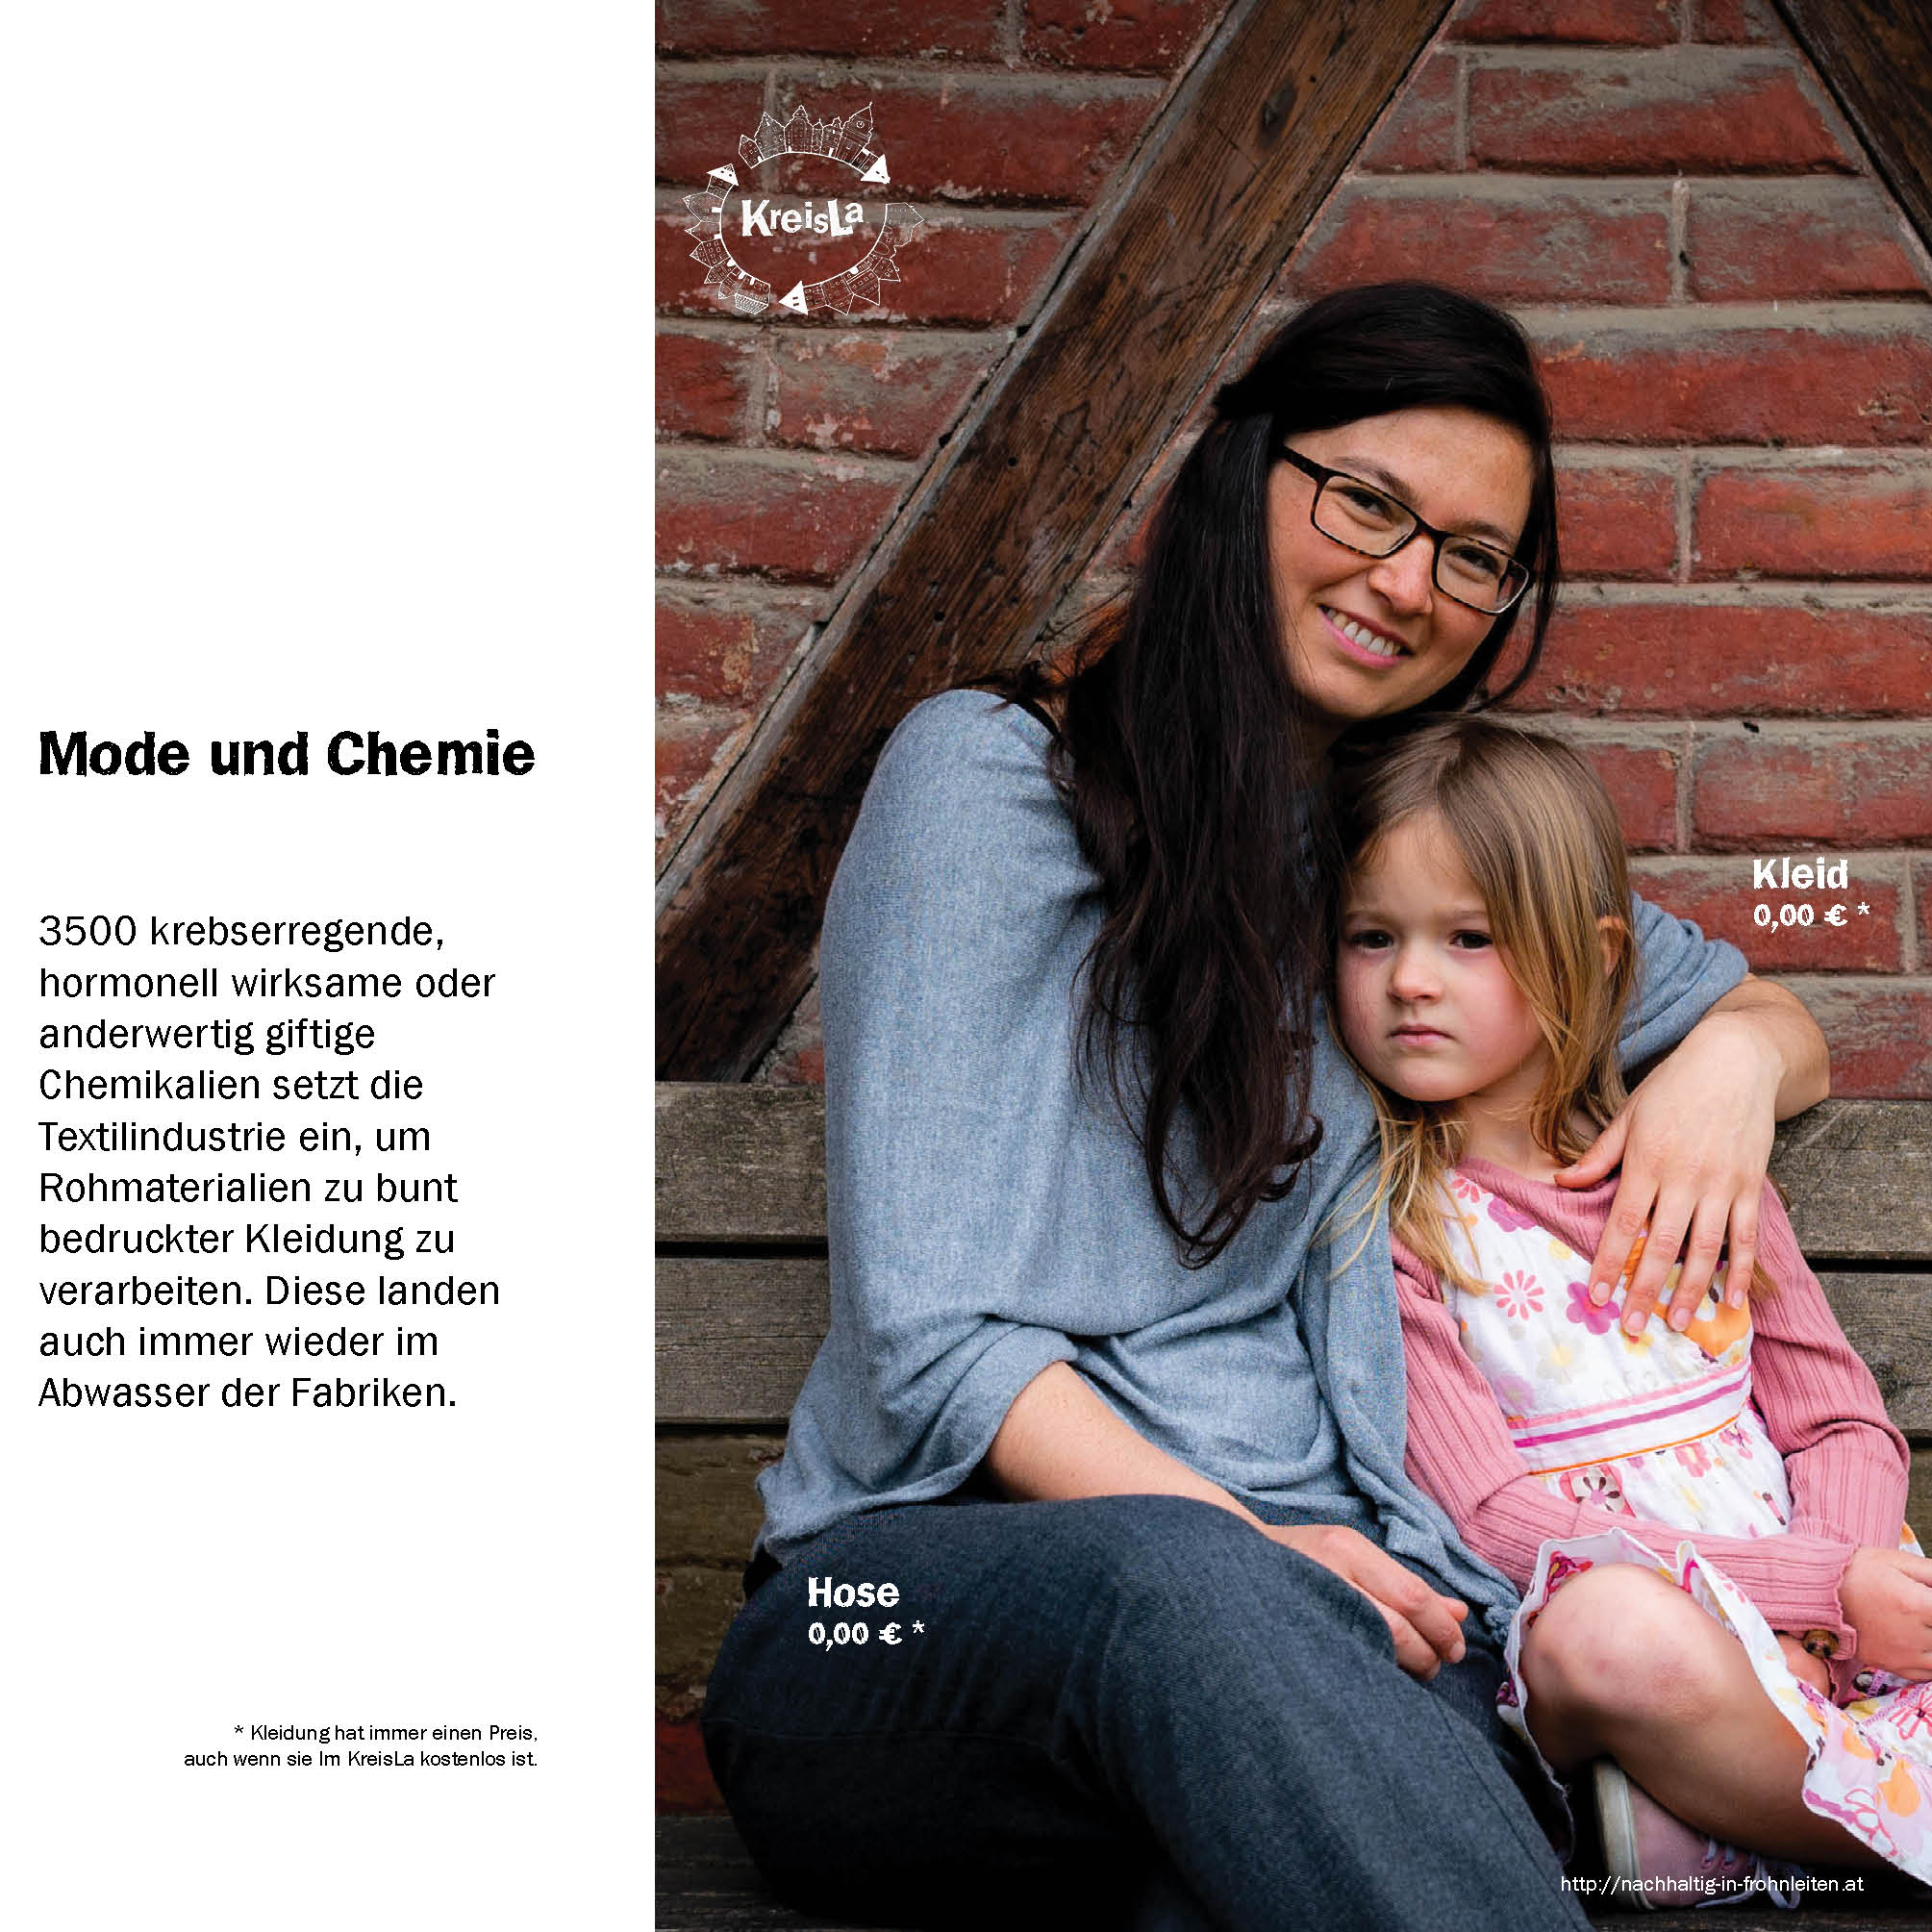 KreisLa
Mode und Chemie
3500 krebserregende,
hormonell wirksame oder
anderwertig giftige
Chemikalien setzt die
Textilindustrie ein, um
Rohmaterialien zu bunt
bedruckter Kleidung zu
verarbeiten. Diese landen
auch immer wieder im
Abwasser der Fabriken.
* Kleidung hat immer einen Preis,
auch wenn sie Im KreisLa kostenlos ist.
Kleid
0,00 € *
Hose
0,00 € *
http://nachhaltig-in-frohnleiten.at